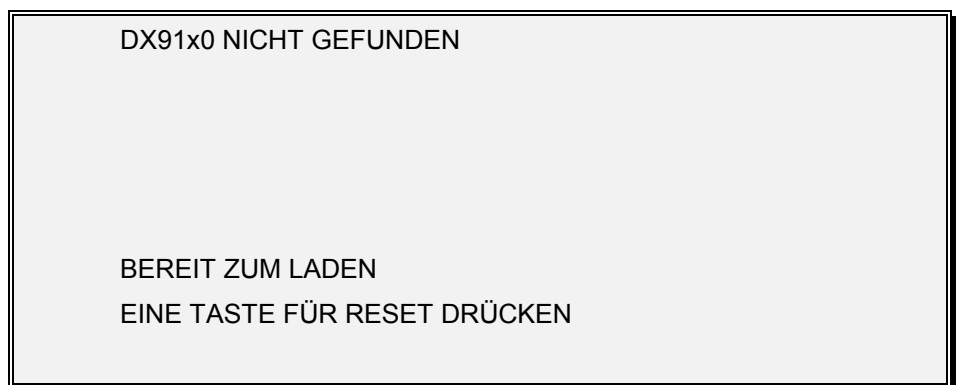 DX91x0 NICHT GEFUNDEN
BEREIT ZUM LADEN
EINE TASTE FÜR RESET DRÜCKEN